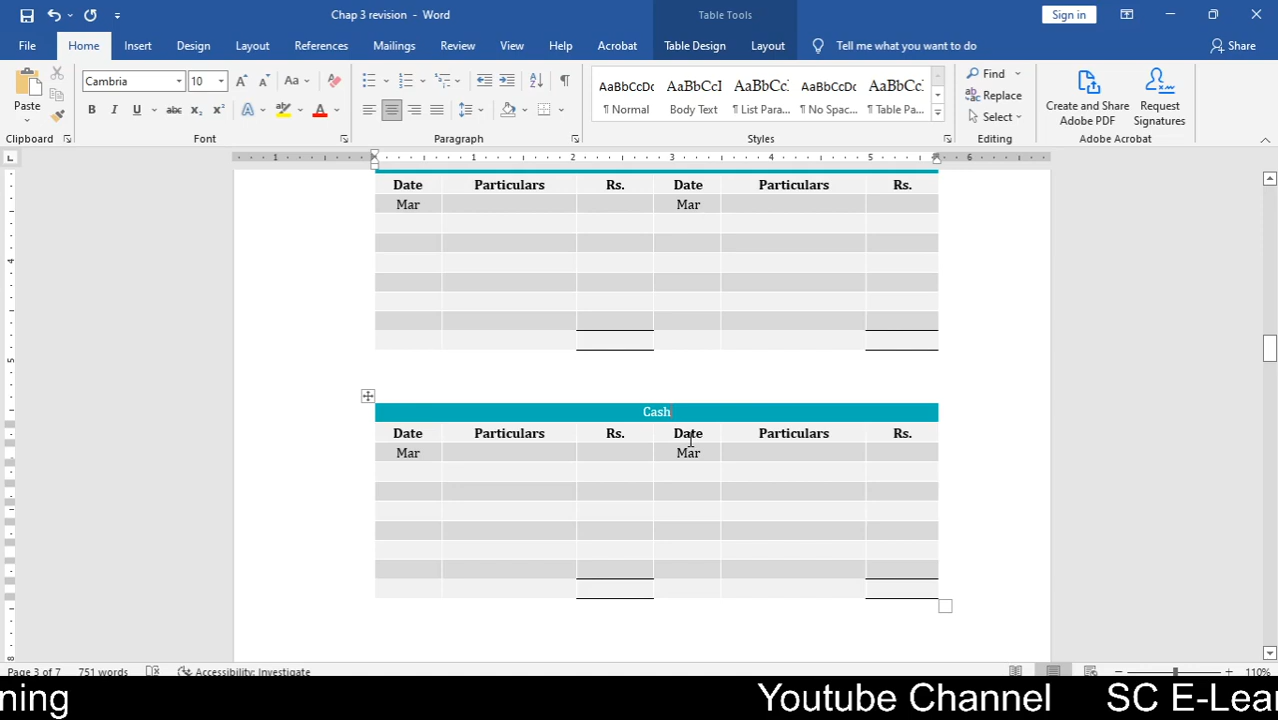 Chap 3 revision - Word
Table Tools
Sign in
File Home Insert Design Layout References Mailings Review View Help Acrobat Table Design Layout Tell me what you want to do Share
Paste
Cambria 10
Clipboard Font Paragraph Styles Editing Adobe Acrobat
AaBbCcDc AaBbCcI AaBbCc: AaBbCcDc AaBbCc:
¶ Normal Body Text ¶ List Para... ¶ No Spac... ¶ Table Pa...
Find
Replace
Select
Create and Share Adobe PDF
Request Signatures
Date Particulars Rs. Date Particulars Rs.
Mar Mar
Cash
Date Particulars Rs. Date Particulars Rs.
Mar Mar
Page 3 of 7 751 words Accessibility: Investigate 110%
ning Youtube Channel SC E-Lear